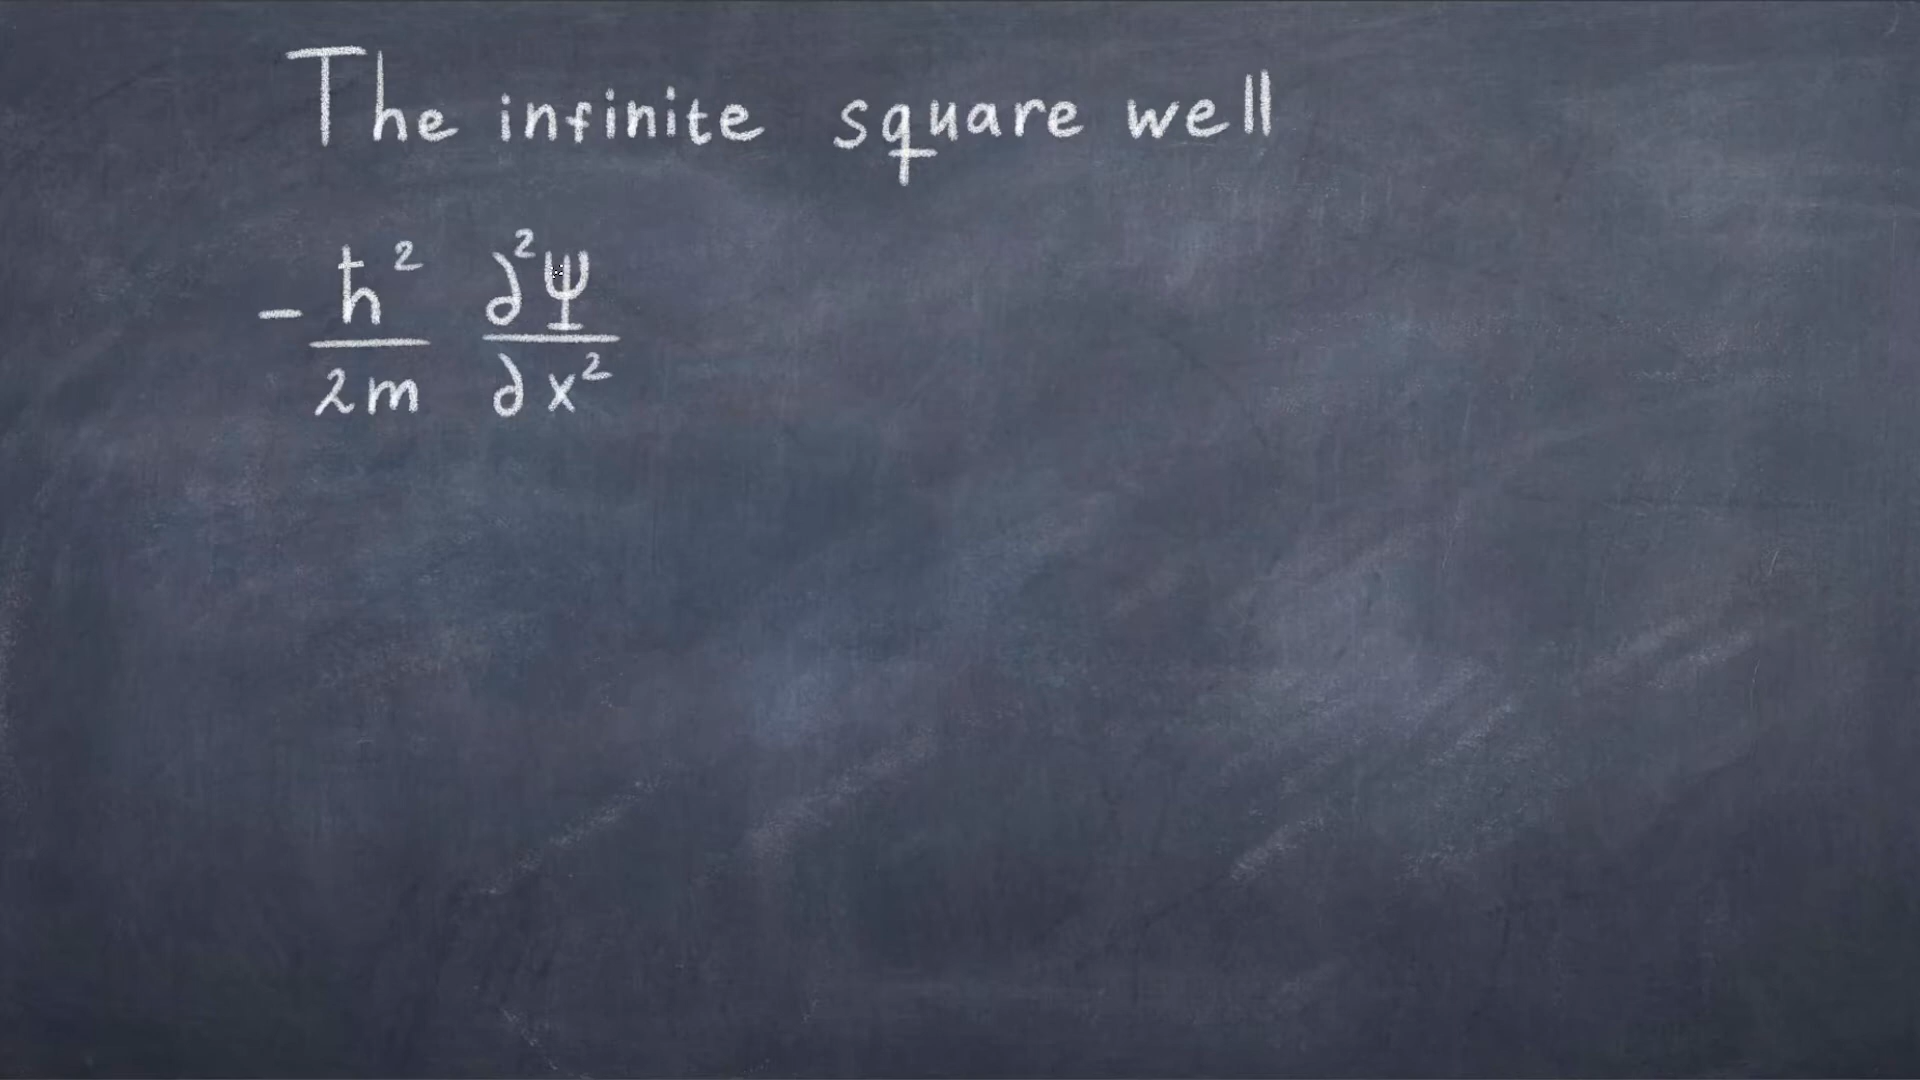 The infinite square well
- ħ² / 2m ∂²Ψ / ∂x²